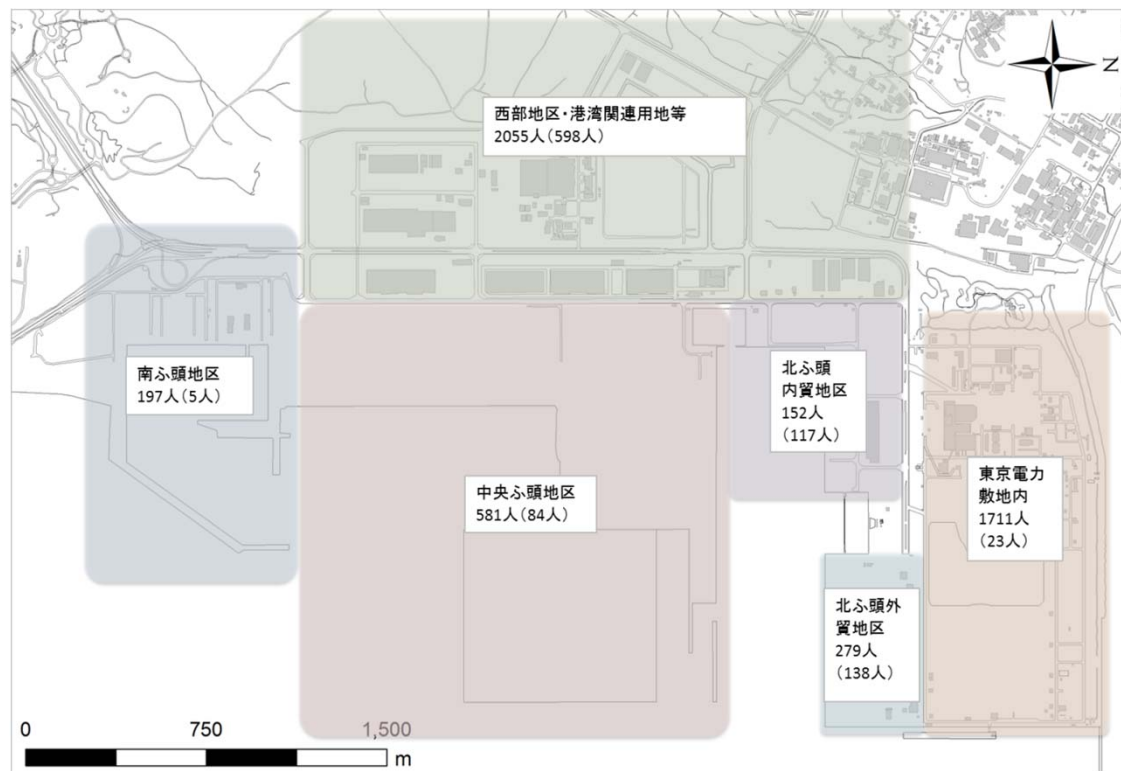 N
西部地区・港湾関連用地等
2055人(598人)
南ふ頭地区
197人(5人)
北ふ頭
内貿地区
152人
(117人)
中央ふ頭地区
581人(84人)
東京電力
敷地内
1711人
(23人)
北ふ頭外
貿地区
279人
(138人)
0 750 1,500
m